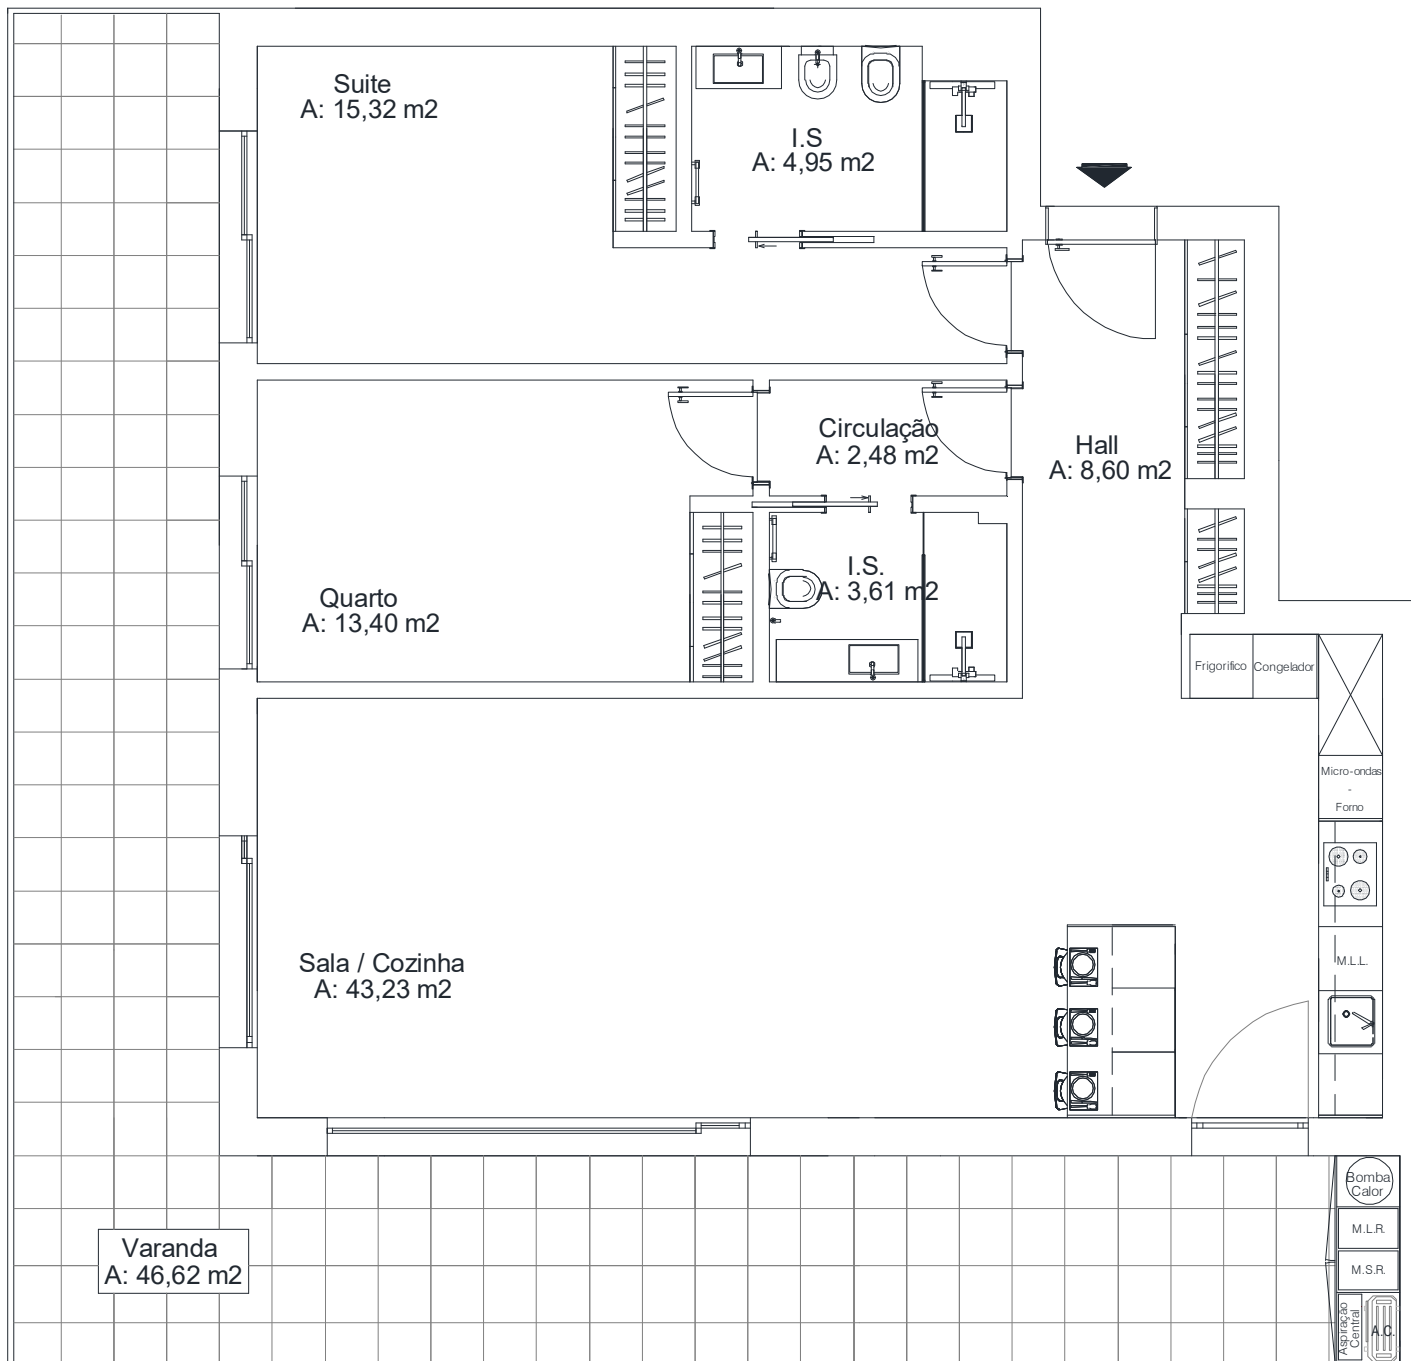 Suite
A: 15,32 m2
I.S
A: 4,95 m2
Circulação
A: 2,48 m2
Hall
A: 8,60 m2
I.S.
A: 3,61 m2
Quarto
A: 13,40 m2
Frigorifico
Congelador
Micro-ondas
-
Forno
M.L.L.
Sala / Cozinha
A: 43,23 m2
Bomba
Calor
M.L.R.
M.S.R.
Aspiração
Central
A.C.
Varanda
A: 46,62 m2